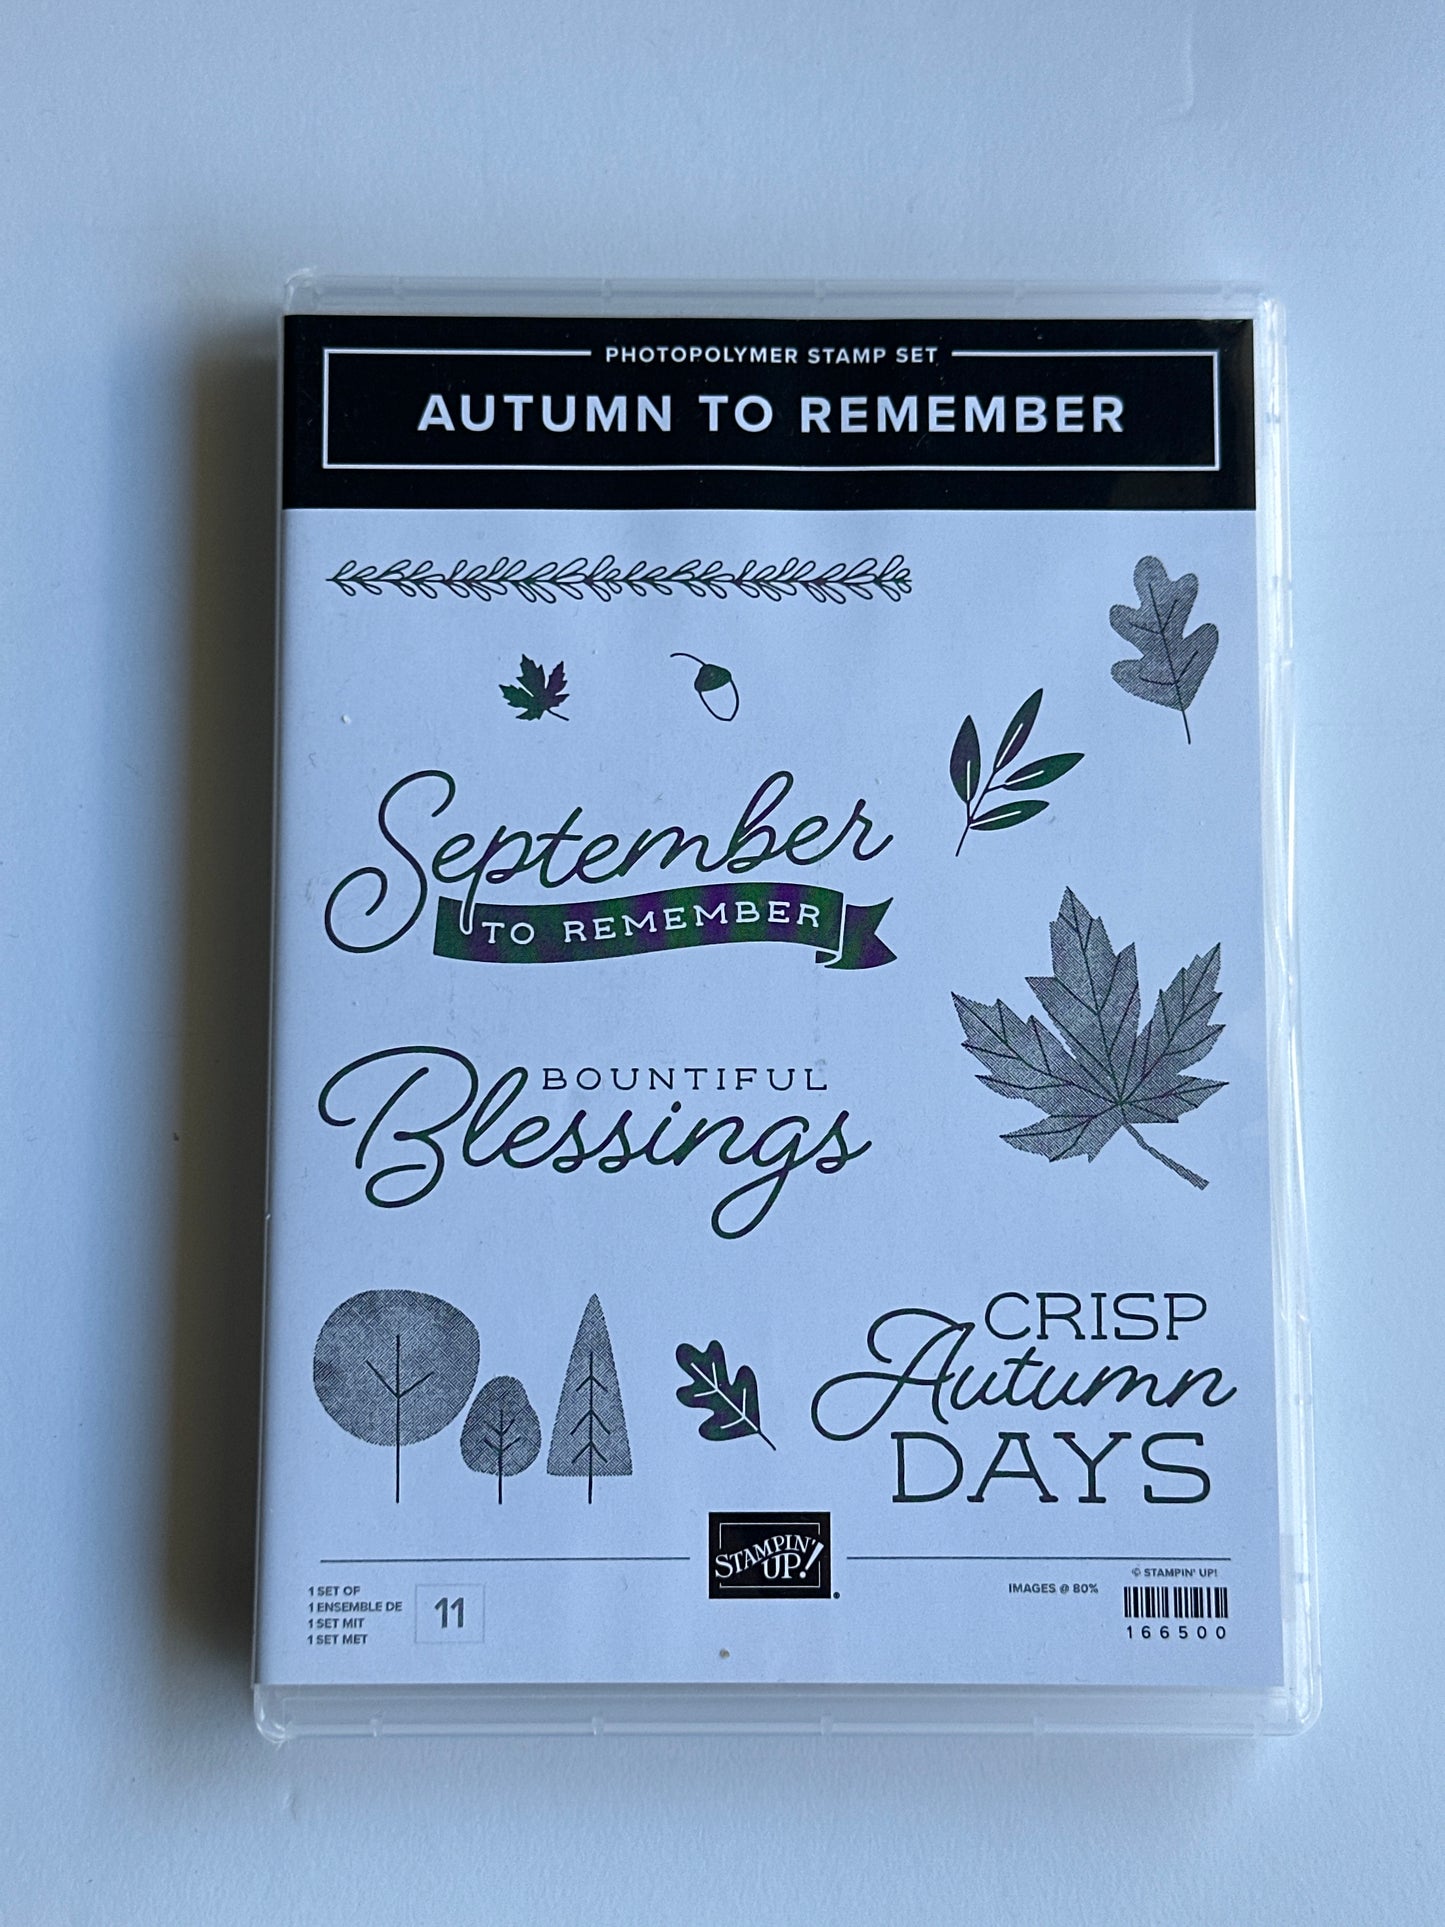 PHOTOPOLYMER STAMP SET
AUTUMN TO REMEMBER
September
TO REMEMBER
BOUNTIFUL
Blessings
CRISP
Autumn
DAYS
STAMPIN'
UP!
®
1 SET OF
1 ENSEMBLE DE
1 SET MIT
1 SET MET
11
IMAGES @ 80%
© STAMPIN' UP!
166500